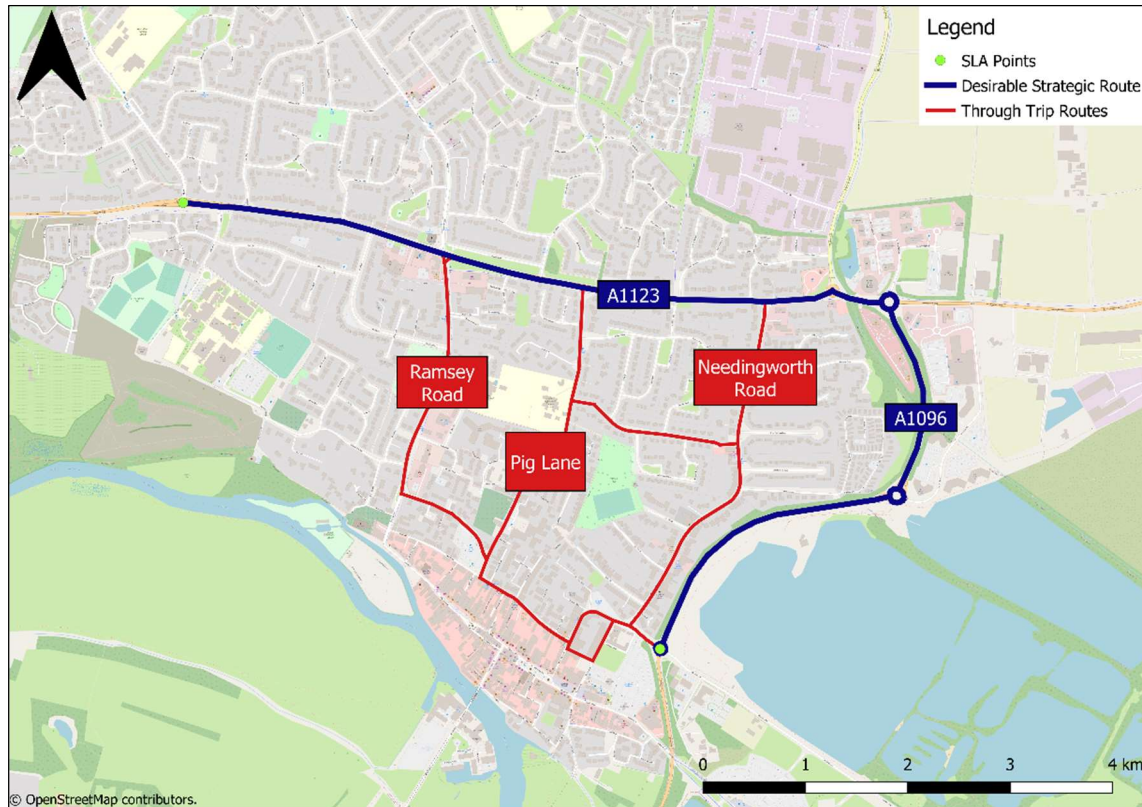 Legend
SLA Points
Desirable Strategic Route
Through Trip Routes
A1123
Ramsey
Road
Needingworth
Road
A1096
Pig Lane
0 1 2 3 4 km
© OpenStreetMap contributors.